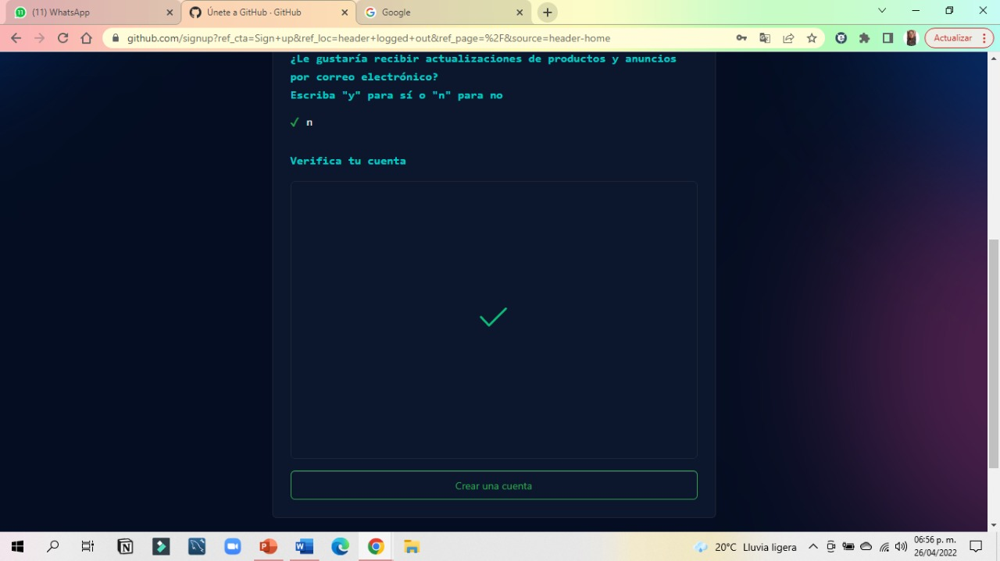 (11) WhatsApp
Únete a GitHub · GitHub
Google
github.com/signup?ref_cta=Sign+up&ref_loc=header+logged+out&ref_page=%2F&source=header-home
Actualizar
¿Le gustaría recibir actualizaciones de productos y anuncios
por correo electrónico?
Escriba "y" para sí o "n" para no
✓ n
Verifica tu cuenta
Crear una cuenta
20°C Lluvia ligera
06:56 p. m.
26/04/2022